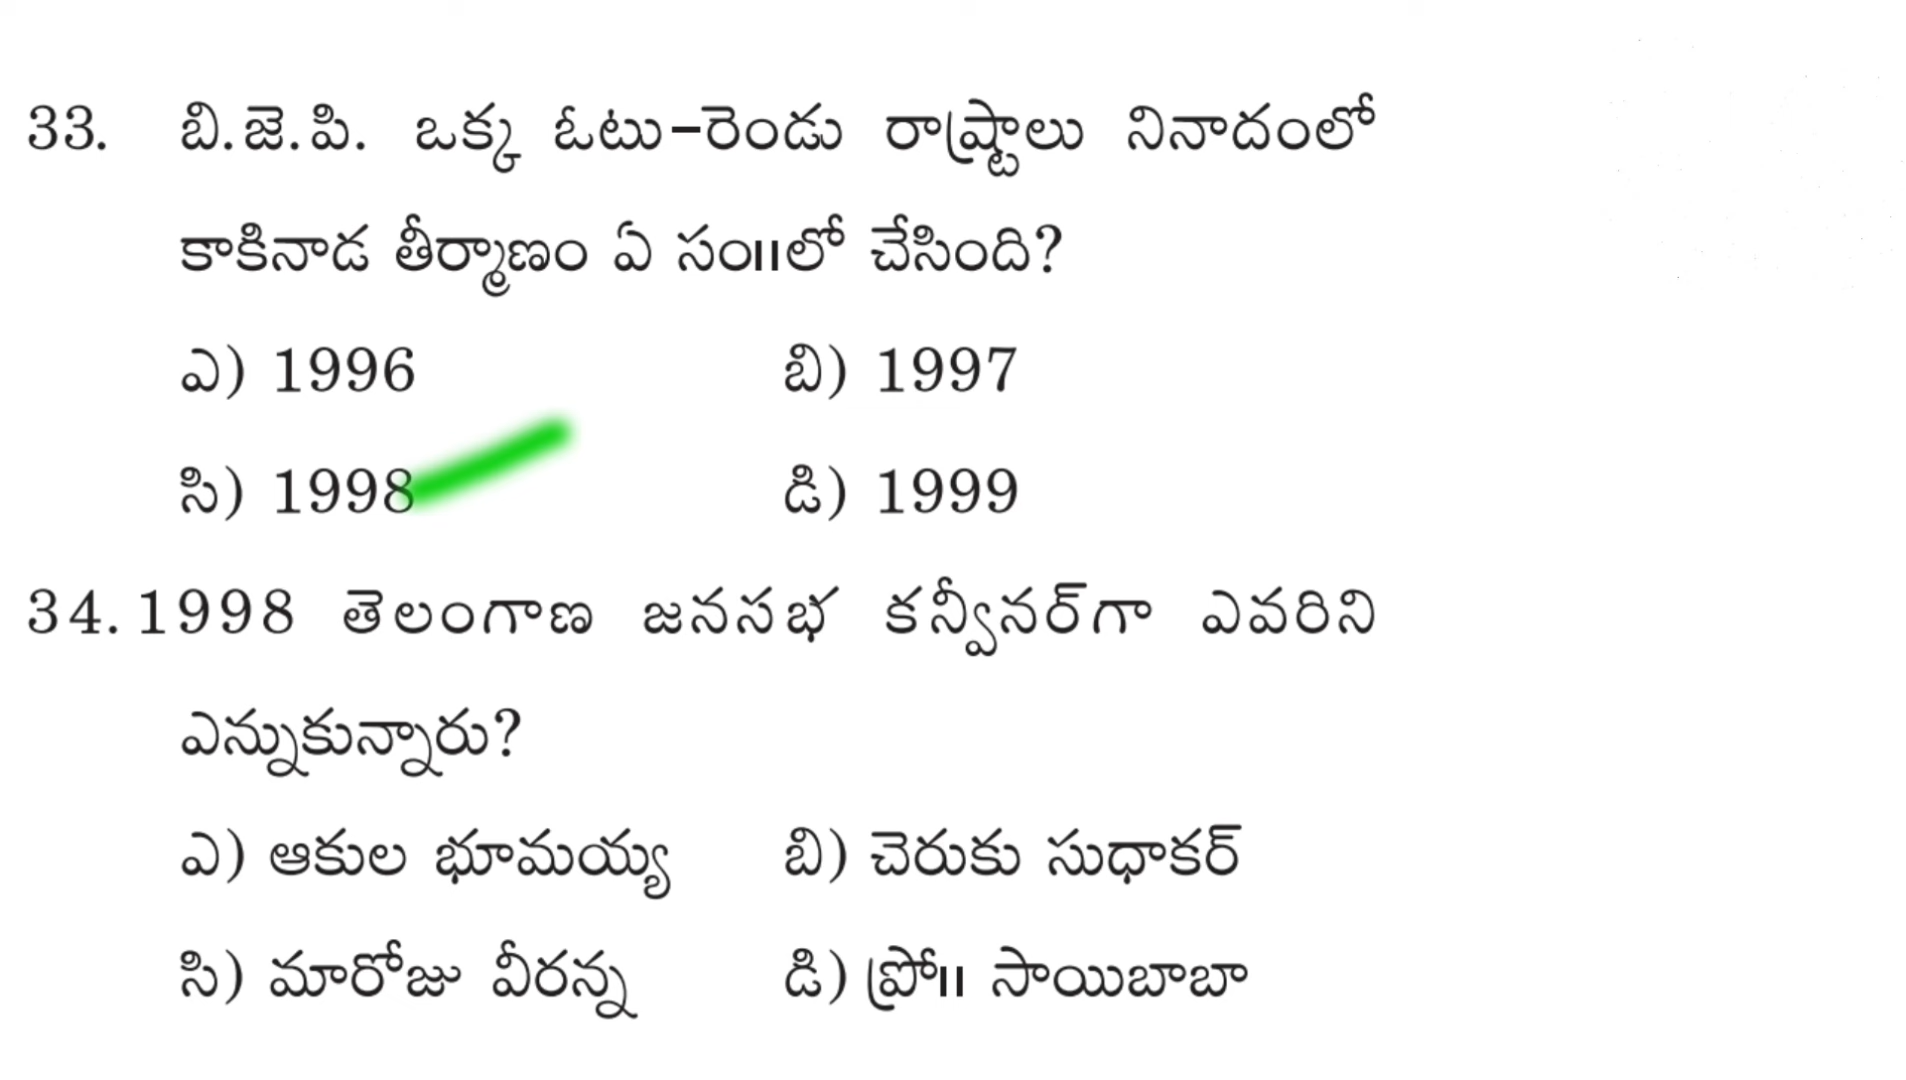 33. బి.జె.పి. ఒక్క ఓటు-రెండు రాష్ట్రాలు నినాదంలో
కాకినాడ తీర్మాణం ఏ సం॥లో చేసింది?
ఎ) 1996 బి) 1997
సి) 1998 డి) 1999
34. 1998 తెలంగాణ జనసభ కన్వీనర్‌గా ఎవరిని
ఎన్నుకున్నారు?
ఎ) ఆకుల భూమయ్య బి) చెరుకు సుధాకర్
సి) మారోజు వీరన్న డి) ప్రో॥ సాయిబాబా